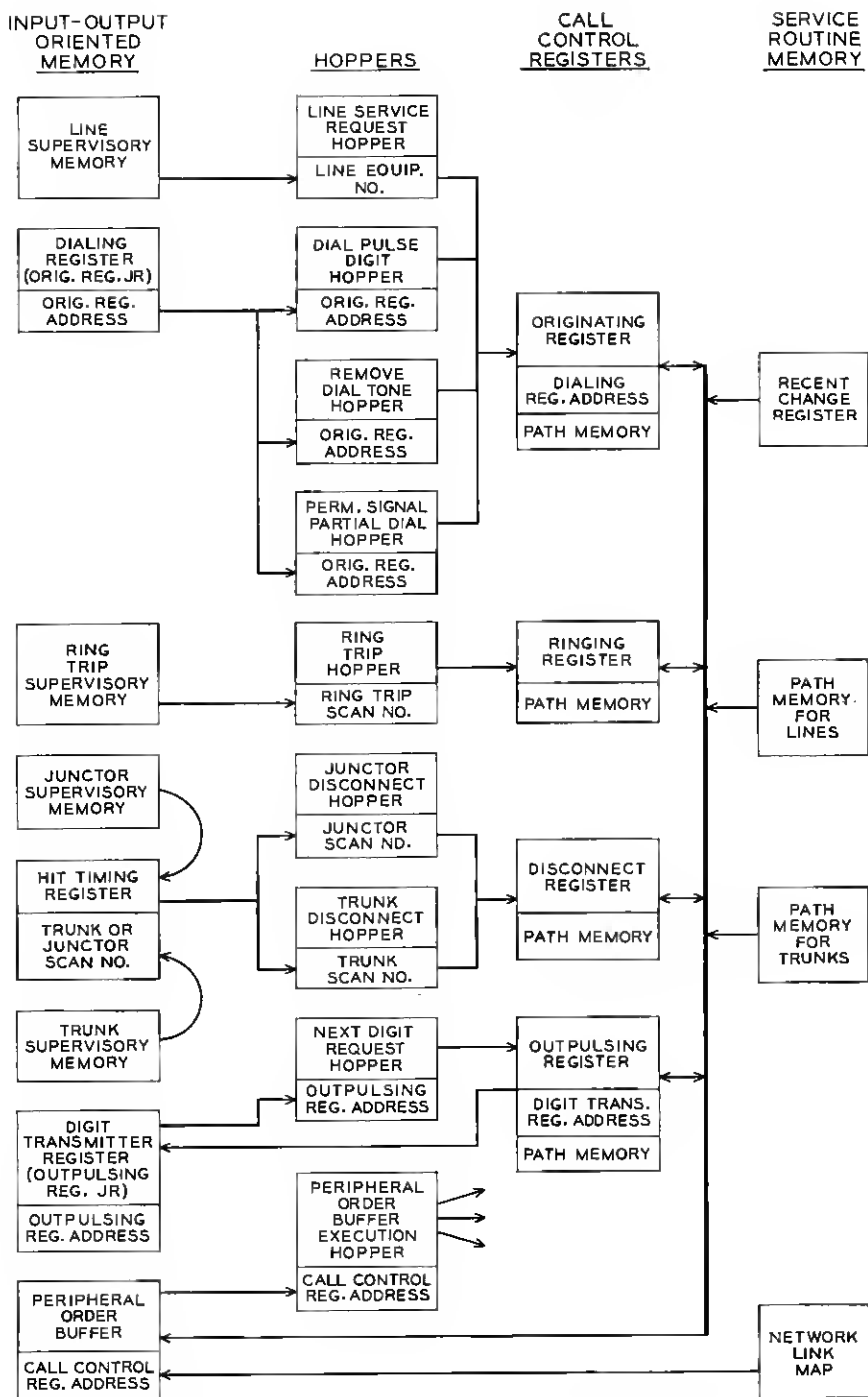 INPUT-OUTPUT
ORIENTED
MEMORY
HOPPERS
CALL
CONTROL
REGISTERS
SERVICE
ROUTINE
MEMORY
LINE
SUPERVISORY
MEMORY
LINE SERVICE
REQUEST
HOPPER
LINE EQUIP.
NO.
DIALING
REGISTER
(ORIG. REG. JR)
ORIG. REG.
ADDRESS
DIAL PULSE
DIGIT
HOPPER
ORIG. REG.
ADDRESS
REMOVE
DIAL TONE
HOPPER
ORIG. REG.
ADDRESS
PERM. SIGNAL
PARTIAL DIAL
HOPPER
ORIG. REG.
ADDRESS
ORIGINATING
REGISTER
DIALING
REG. ADDRESS
PATH MEMORY
RECENT
CHANGE
REGISTER
RING
TRIP
SUPERVISORY
MEMORY
RING
TRIP
HOPPER
RING TRIP
SCAN NO.
RINGING
REGISTER
PATH MEMORY
PATH
MEMORY
FOR
LINES
JUNCTOR
SUPERVISORY
MEMORY
HIT TIMING
REGISTER
TRUNK OR
JUNCTOR
SCAN NO.
TRUNK
SUPERVISORY
MEMORY
JUNCTOR
DISCONNECT
HOPPER
JUNCTOR
SCAN NO.
TRUNK
DISCONNECT
HOPPER
TRUNK
SCAN NO.
DISCONNECT
REGISTER
PATH MEMORY
PATH
MEMORY
FOR
TRUNKS
NEXT DIGIT
REQUEST
HOPPER
OUTPULSING
REG. ADDRESS
OUTPULSING
REGISTER
DIGIT TRANS.
REG. ADDRESS
PATH MEMORY
DIGIT
TRANSMITTER
REGISTER
(OUTPULSING
REG. JR)
OUTPULSING
REG. ADDRESS
PERIPHERAL
ORDER
BUFFER
EXECUTION
HOPPER
CALL CONTROL
REG. ADDRESS
PERIPHERAL
ORDER
BUFFER
CALL CONTROL
REG. ADDRESS
NETWORK
LINK
MAP